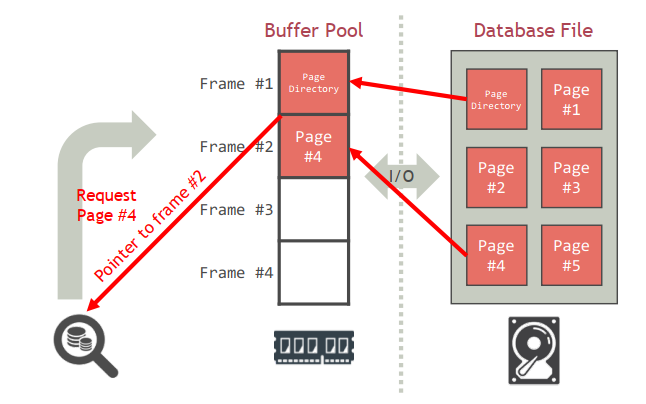 Buffer Pool
Database File
Frame #1
Page
Directory
Page
Directory
Page
#1
Frame #2
Page
#4
I/O
Page
#2
Page
#3
Request
Page #4
Pointer to frame #2
Frame #3
Page
#4
Page
#5
Frame #4